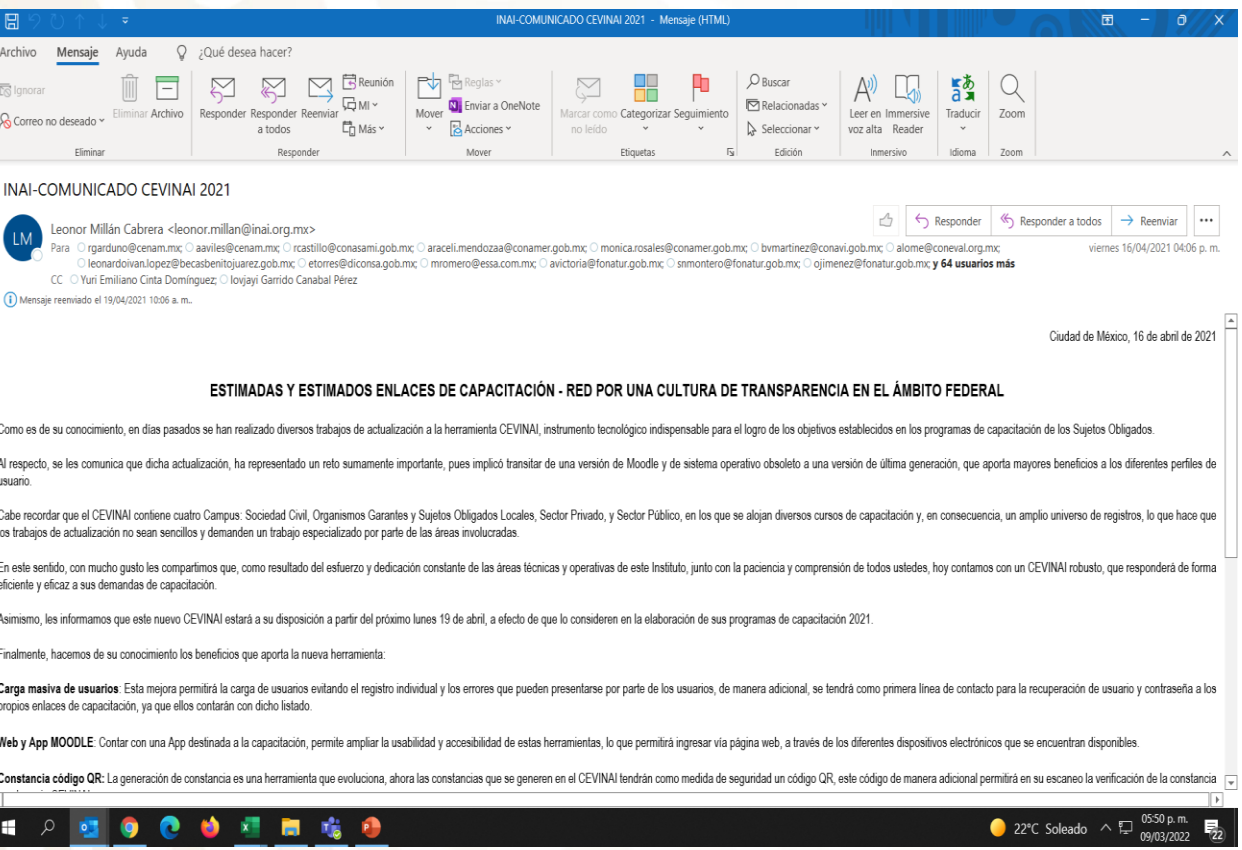 INAI-COMUNICADO CEVINAI 2021 - Mensaje (HTML)
Archivo Mensaje Ayuda ¿Qué desea hacer?
Ignorar
Correo no deseado
Eliminar Archivo
Responder Responder a todos Reenviar
Reunión
MI
Más
Mover
Reglas
Enviar a OneNote
Acciones
Marcar como no leído Categorizar Seguimiento
Buscar
Relacionadas
Seleccionar
Leer en voz alta Immersive Reader
Traducir
Zoom
Eliminar Responder Mover Etiquetas Edición Inmersivo Idioma Zoom
INAI-COMUNICADO CEVINAI 2021
LM
Leonor Millán Cabrera <leonor.millan@inai.org.mx>
Responder Responder a todos Reenviar
Para rgarduno@cenam.mx; aaviles@cenam.mx; rcastillo@conasami.gob.mx; araceli.mendozaa@conamer.gob.mx; monica.rosales@conamer.gob.mx; bvmartinez@conavi.gob.mx; alome@coneval.org.mx;
viernes 16/04/2021 04:06 p. m.
leonardoivan.lopez@becasbenitojuarez.gob.mx; etorres@diconsa.gob.mx; mromero@essa.com.mx; avictoria@fonatur.gob.mx; snmontero@fonatur.gob.mx; ojimenez@fonatur.gob.mx; y 64 usuarios más
CC Yuri Emiliano Cinta Domínguez; Iovjayi Garrido Canabal Pérez
Mensaje reenviado el 19/04/2021 10:06 a. m..
Ciudad de México, 16 de abril de 2021
ESTIMADAS Y ESTIMADOS ENLACES DE CAPACITACIÓN - RED POR UNA CULTURA DE TRANSPARENCIA EN EL ÁMBITO FEDERAL
Como es de su conocimiento, en días pasados se han realizado diversos trabajos de actualización a la herramienta CEVINAI, instrumento tecnológico indispensable para el logro de los objetivos establecidos en los programas de capacitación de los Sujetos Obligados.
Al respecto, se les comunica que dicha actualización, ha representado un reto sumamente importante, pues implicó transitar de una versión de Moodle y de sistema operativo obsoleto a una versión de última generación, que aporta mayores beneficios a los diferentes perfiles de
usuario.
Cabe recordar que el CEVINAI contiene cuatro Campus: Sociedad Civil, Organismos Garantes y Sujetos Obligados Locales, Sector Privado, y Sector Público, en los que se alojan diversos cursos de capacitación y, en consecuencia, un amplio universo de registros, lo que hace que
los trabajos de actualización no sean sencillos y demanden un trabajo especializado por parte de las áreas involucradas.
En este sentido, con mucho gusto les compartimos que, como resultado del esfuerzo y dedicación constante de las áreas técnicas y operativas de este Instituto, junto con la paciencia y comprensión de todos ustedes, hoy contamos con un CEVINAI robusto, que responderá de forma
eficiente y eficaz a sus demandas de capacitación.
Asimismo, les informamos que este nuevo CEVINAI estará a su disposición a partir del próximo lunes 19 de abril, a efecto de que lo consideren en la elaboración de sus programas de capacitación 2021.
Finalmente, hacemos de su conocimiento los beneficios que aporta la nueva herramienta:
Carga masiva de usuarios: Esta mejora permitirá la carga de usuarios evitando el registro individual y los errores que pueden presentarse por parte de los usuarios, de manera adicional, se tendrá como primera línea de contacto para la recuperación de usuario y contraseña a los
propios enlaces de capacitación, ya que ellos contarán con dicho listado.
Web y App MOODLE: Contar con una App destinada a la capacitación, permite ampliar la usabilidad y accesibilidad de estas herramientas, lo que permitirá ingresar vía página web, a través de los diferentes dispositivos electrónicos que se encuentran disponibles.
Constancia código QR: La generación de constancia es una herramienta que evoluciona, ahora las constancias que se generen en el CEVINAI tendrán como medida de seguridad un código QR, este código de manera adicional permitirá en su escaneo la verificación de la constancia
22°C Soleado
05:50 p. m.
09/03/2022
22